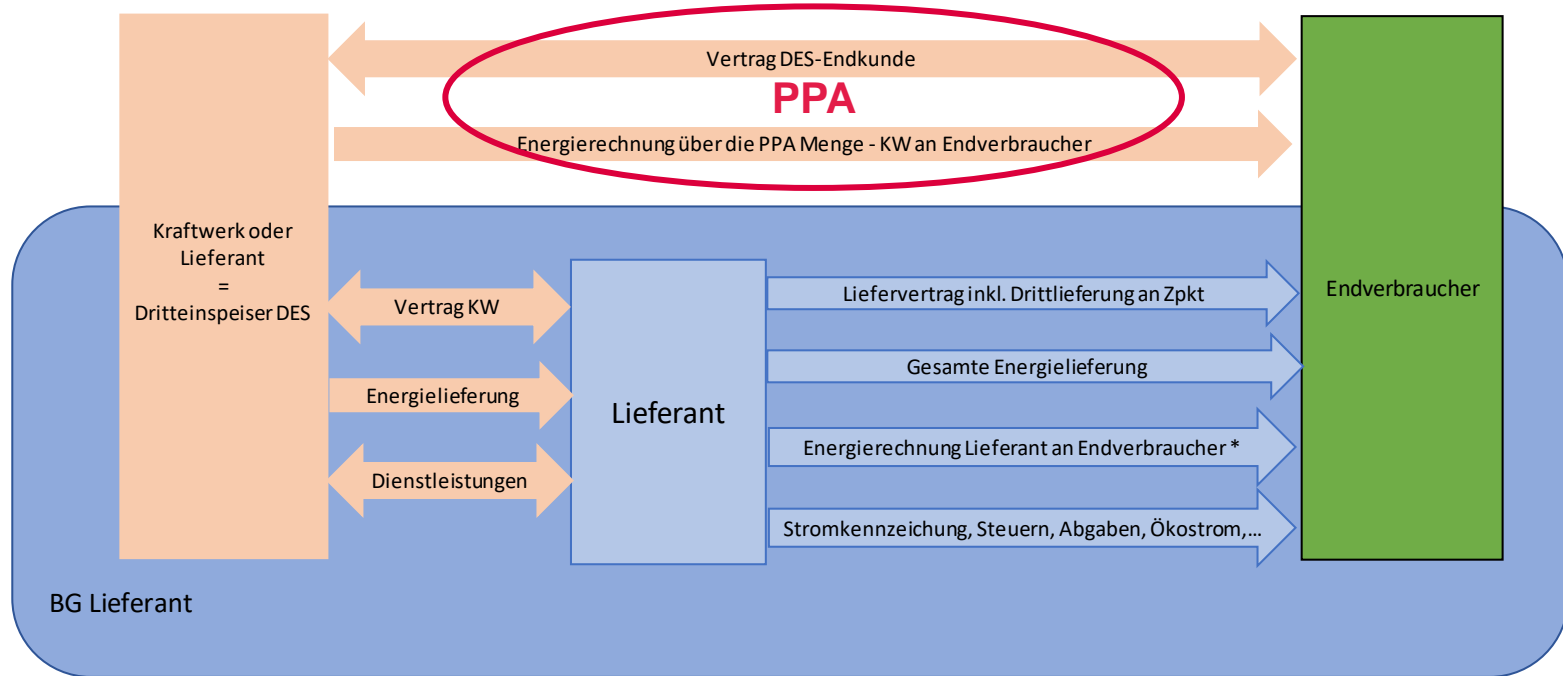 Vertrag DES-Endkunde
PPA
Energierechnung über die PPA Menge - KW an Endverbraucher
Kraftwerk oder
Lieferant
=
Dritteinspeiser DES
Vertrag KW
Energielieferung
Dienstleistungen
Lieferant
Liefervertrag inkl. Drittlieferung an Zpkt
Gesamte Energielieferung
Energierechnung Lieferant an Endverbraucher *
Stromkennzeichung, Steuern, Abgaben, Ökostrom,...
Endverbraucher
BG Lieferant